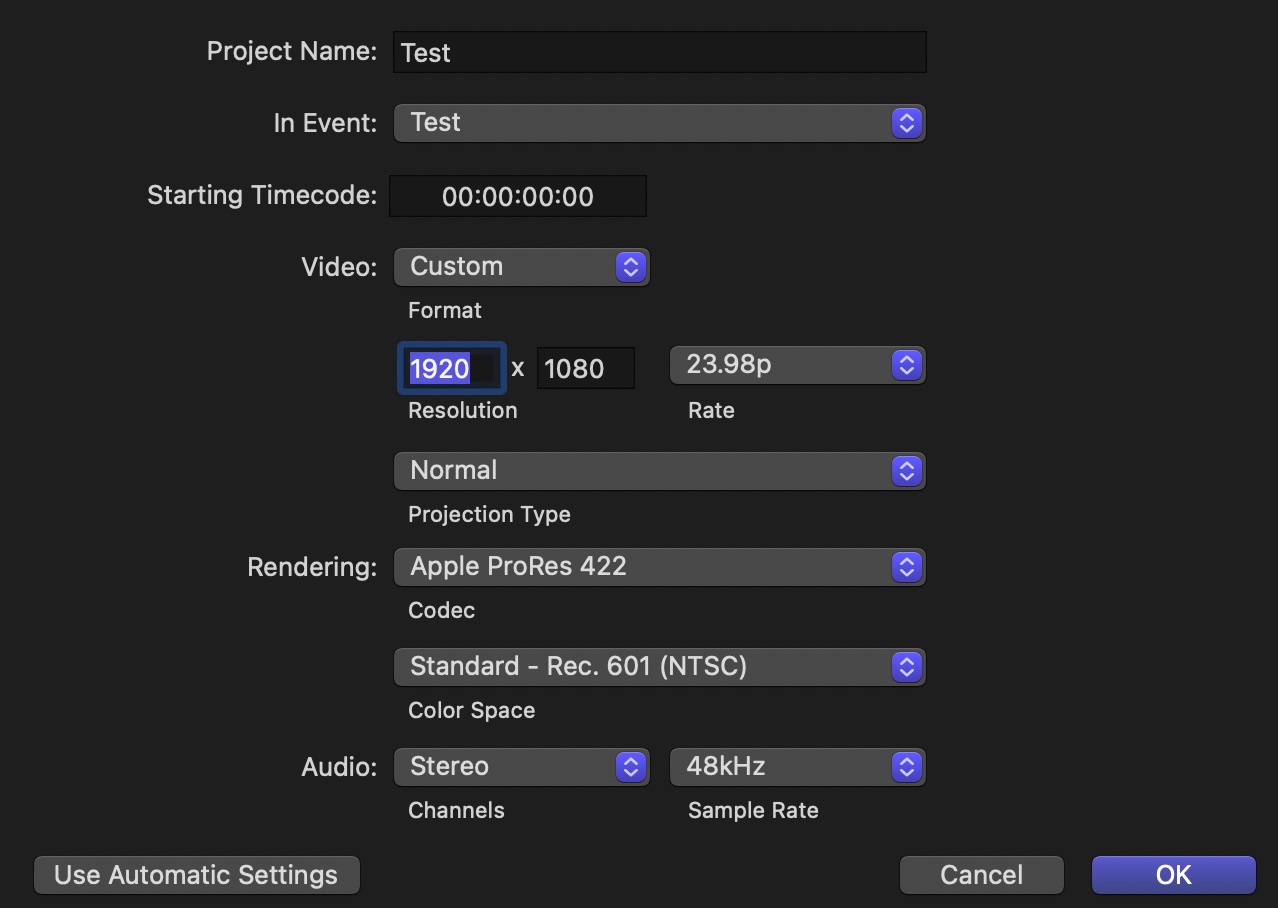 Project Name: Test
In Event: Test
Starting Timecode: 00:00:00:00
Video: Custom
Format
1920 x 1080 23.98p
Resolution Rate
Normal
Projection Type
Rendering: Apple ProRes 422
Codec
Standard - Rec. 601 (NTSC)
Color Space
Audio: Stereo 48kHz
Channels Sample Rate
Use Automatic Settings Cancel OK